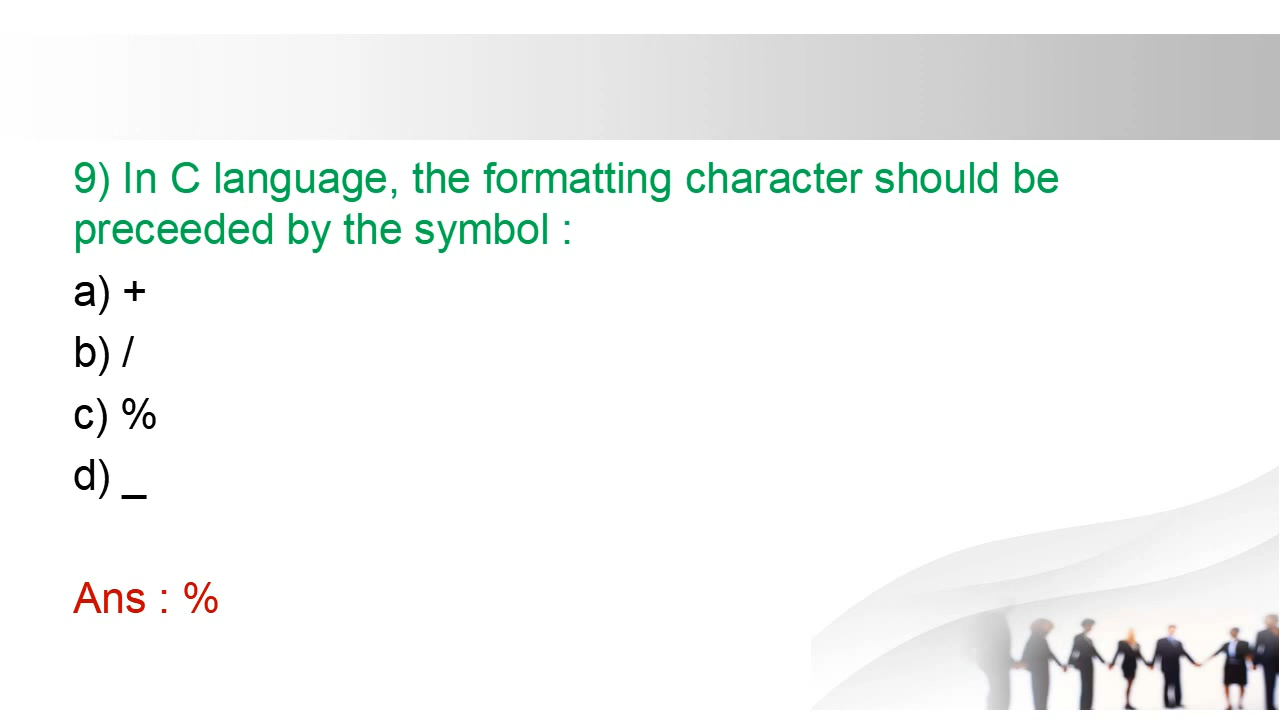 9) In C language, the formatting character should be
preceeded by the symbol :
a) +
b) /
c) %
d) _
Ans : %